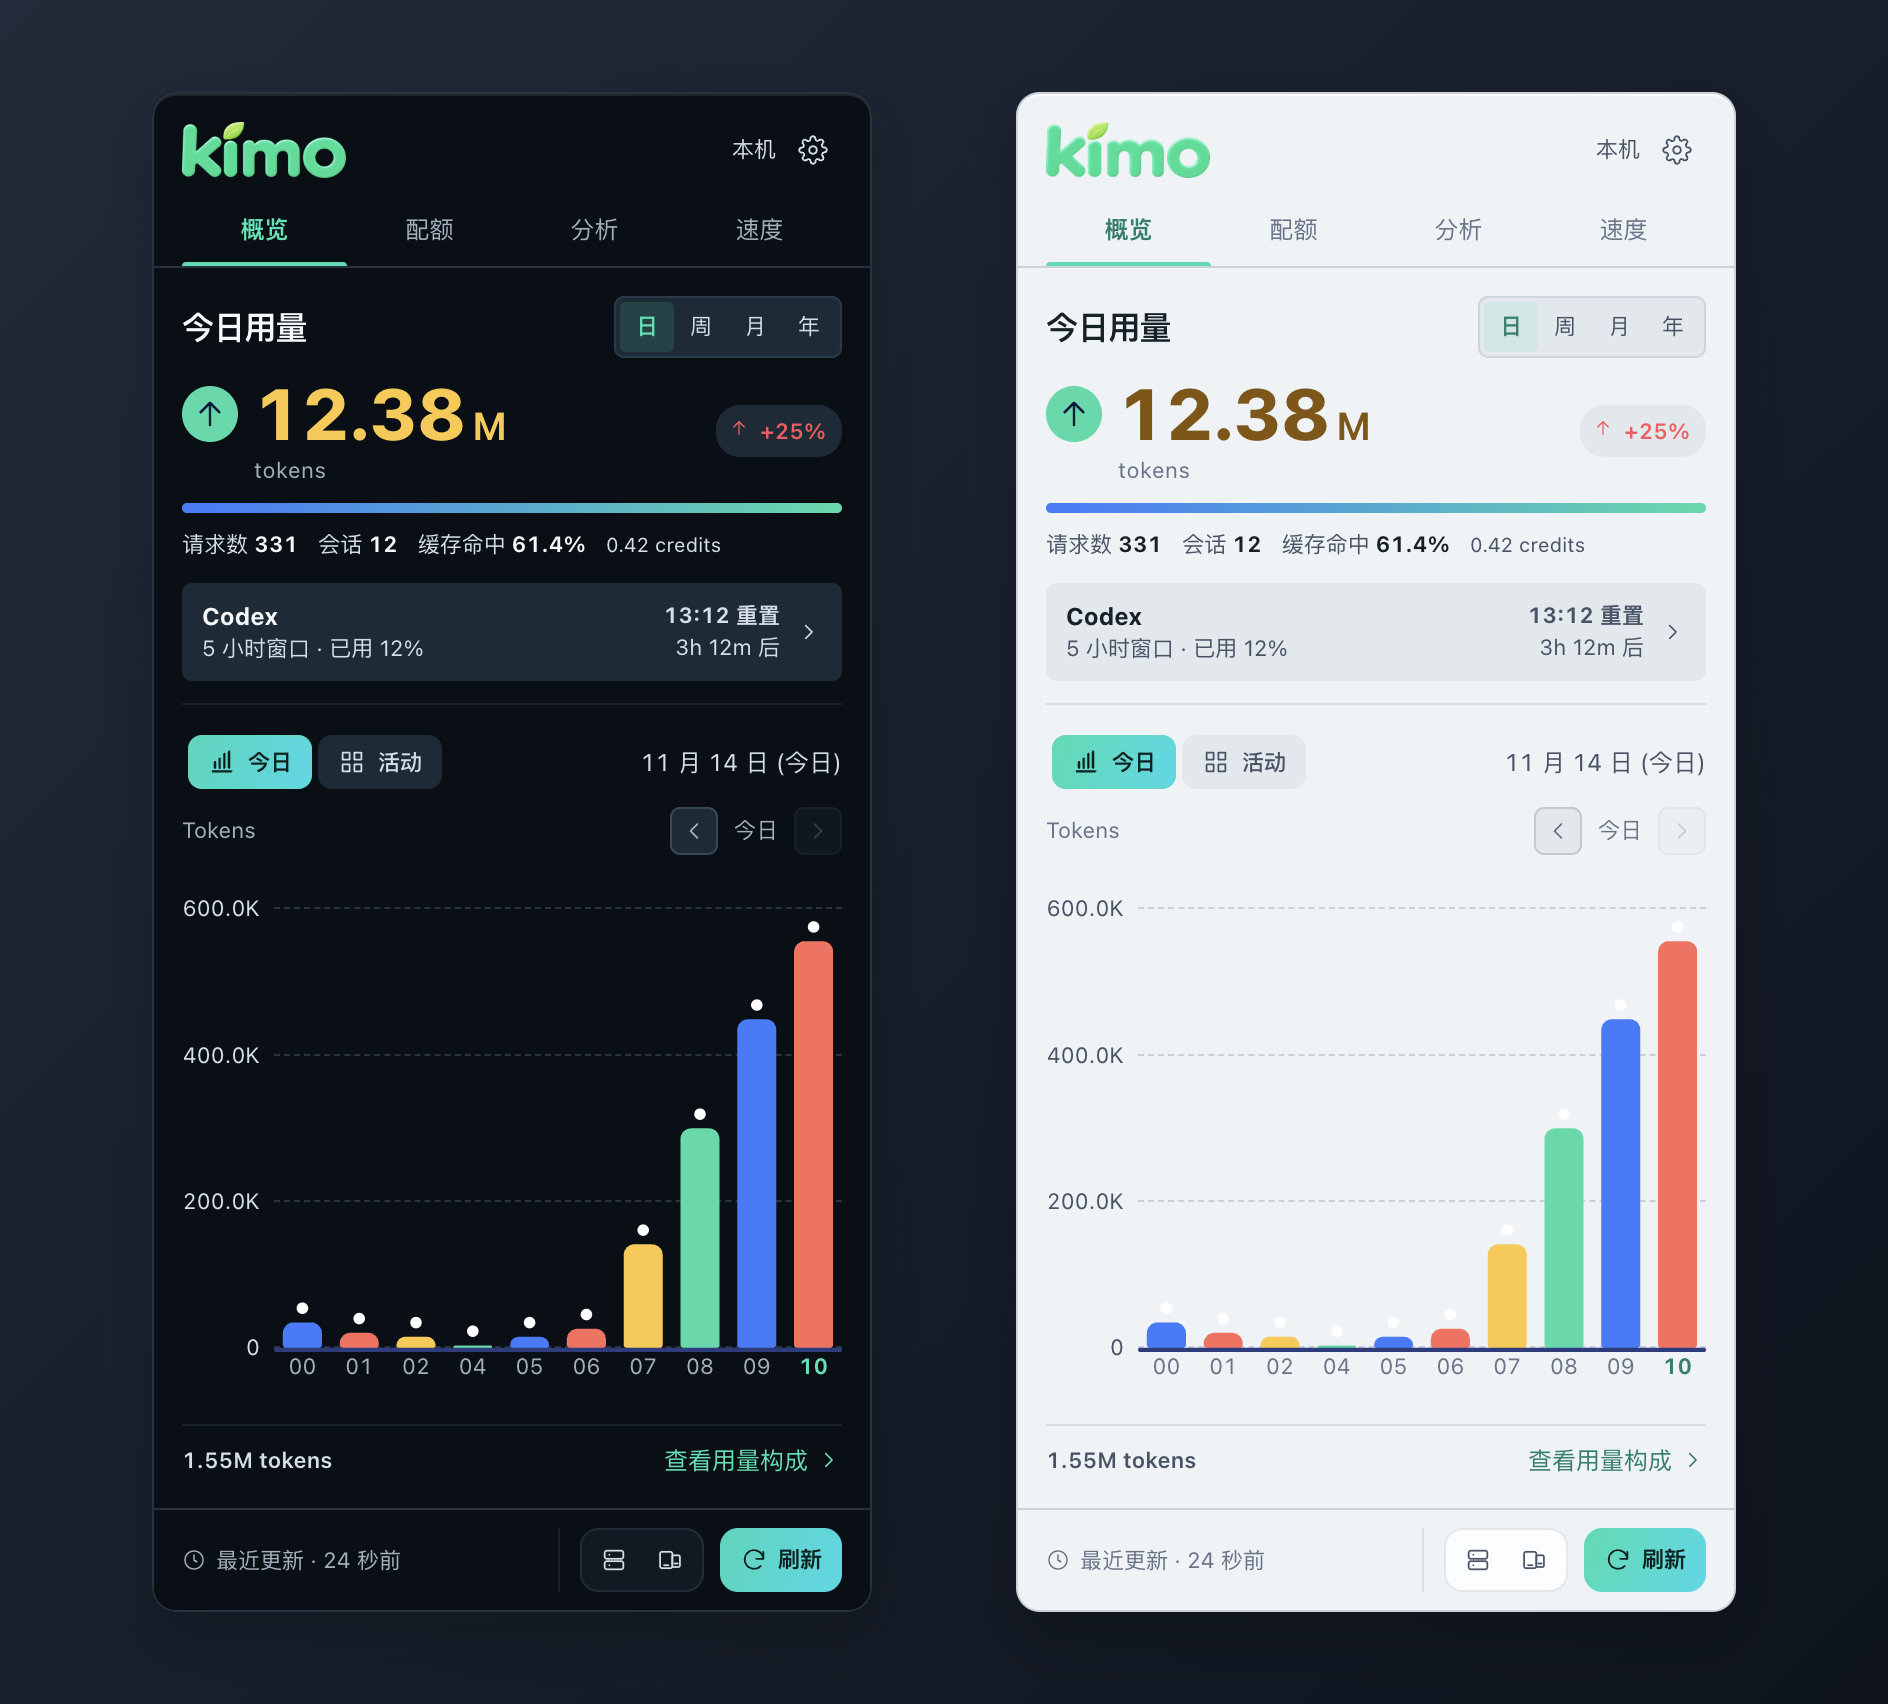 kimo
本机
概览 配额 分析 速度
今日用量
日 周 月 年
12.38 M
+25%
tokens
请求数 331 会话 12 缓存命中 61.4% 0.42 credits
Codex
13:12 重置
5 小时窗口 · 已用 12%
3h 12m 后
今日 活动
11 月 14 日 (今日)
Tokens
今日
600.0K
400.0K
200.0K
0
00 01 02 04 05 06 07 08 09 10
1.55M tokens
查看用量构成
最近更新 · 24 秒前
刷新
kimo
本机
概览 配额 分析 速度
今日用量
日 周 月 年
12.38 M
+25%
tokens
请求数 331 会话 12 缓存命中 61.4% 0.42 credits
Codex
13:12 重置
5 小时窗口 · 已用 12%
3h 12m 后
今日 活动
11 月 14 日 (今日)
Tokens
今日
600.0K
400.0K
200.0K
0
00 01 02 04 05 06 07 08 09 10
1.55M tokens
查看用量构成
最近更新 · 24 秒前
刷新